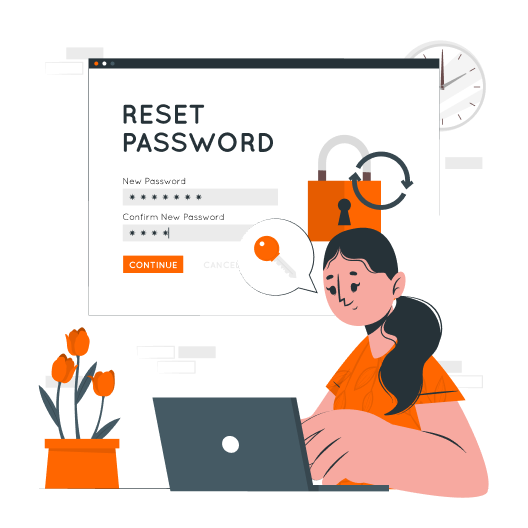 RESET
PASSWORD
New Password
*******
Confirm New Password
****
CONTINUE CANCEL